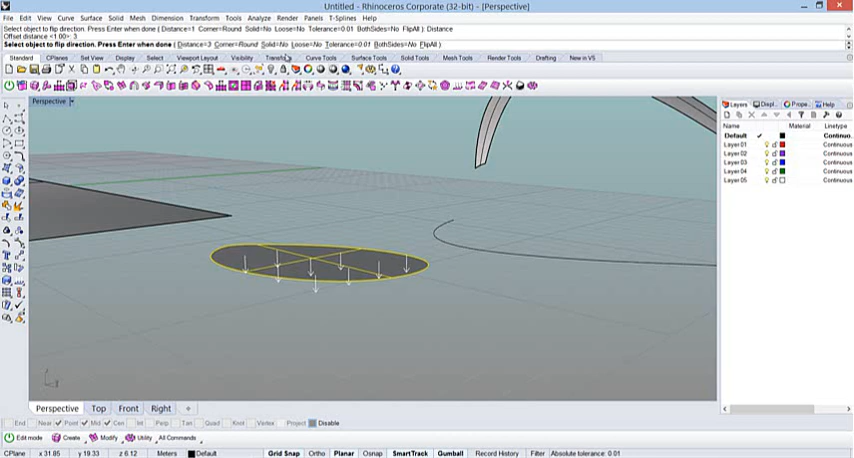 Untitled - Rhinoceros Corporate (32-bit) - [Perspective]
File Edit View Curve Surface Solid Mesh Dimension Transform Tools Analyze Render Panels T-Splines Help
Select object to flip direction. Press Enter when done ( Distance=1 Corner=Round Solid=No Loose=No Tolerance=0.01 BothSides=No FlipAll ): Distance
Offset distance <1.00>: 3
Select object to flip direction. Press Enter when done ( Distance=3 Corner=Round Solid=No Loose=No Tolerance=0.01 BothSides=No FlipAll ):
Standard CPlanes Set View Display Select Viewport Layout Visibility Transform Curve Tools Surface Tools Solid Tools Mesh Tools Render Tools Drafting New in V5
Perspective
Layers Displ... Prope... Help
Name Material Linetype
Default Continuo...
Layer 01 Continuous
Layer 02 Continuous
Layer 03 Continuous
Layer 04 Continuous
Layer 05 Continuous
Perspective Top Front Right
End Near Point Mid Cen Int Perp Tan Quad Knot Vertex Project Disable
Edit mode Create Modify Utility All Commands
CPlane x 31.85 y 19.33 z 6.12 Meters Default Grid Snap Ortho Planar Osnap SmartTrack Gumball Record History Filter Absolute tolerance: 0.01